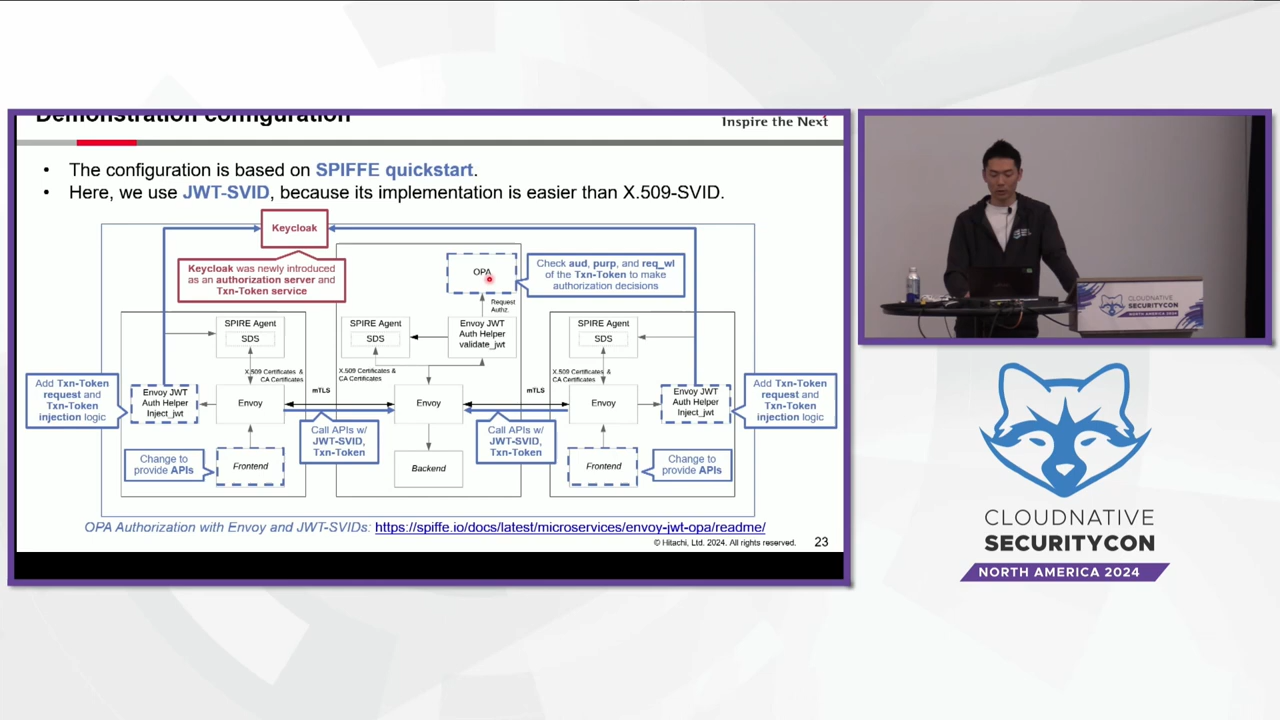 Demonstration configuration
Inspire the Next
• The configuration is based on SPIFFE quickstart.
• Here, we use JWT-SVID, because its implementation is easier than X.509-SVID.
Keycloak
Keycloak was newly introduced
as an authorization server and
Txn-Token service
OPA
Check aud, purp, and req_wl
of the Txn-Token to make
authorization decisions
Request
Authz.
SPIRE Agent
SDS
SPIRE Agent
SDS
Envoy JWT
Auth Helper
validate_jwt
SPIRE Agent
SDS
X.509 Certificates &
CA Certificates
X.509 Certificates &
CA Certificates
X.509 Certificates &
CA Certificates
Add Txn-Token
request and
Txn-Token
injection logic
Envoy JWT
Auth Helper
Inject_jwt
Envoy
mTLS
Envoy
mTLS
Envoy
Envoy JWT
Auth Helper
Inject_jwt
Add Txn-Token
request and
Txn-Token
injection logic
Call APIs w/
JWT-SVID,
Txn-Token
Call APIs w/
JWT-SVID,
Txn-Token
Change to
provide APIs
Frontend
Backend
Frontend
Change to
provide APIs
OPA Authorization with Envoy and JWT-SVIDs: https://spiffe.io/docs/latest/microservices/envoy-jwt-opa/readme/
© Hitachi, Ltd. 2024. All rights reserved.
23
CLOUDNATIVE
SECURITYCON
NORTH AMERICA 2024
CLOUDNATIVE
SECURITYCON
NORTH AMERICA 2024